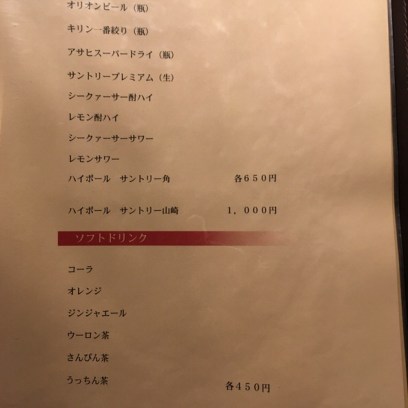 オリオンビール（瓶）
キリン一番絞り（瓶）
アサヒスーパードライ（瓶）
サントリープレミアム（生）
シークァーサー酎ハイ
レモン酎ハイ
シークァーサーサワー
レモンサワー
ハイボール　サントリー角　各６５０円
ハイボール　サントリー山崎　１，０００円
ソフトドリンク
コーラ
オレンジ
ジンジャエール
ウーロン茶
さんぴん茶
うっちん茶　各４５０円